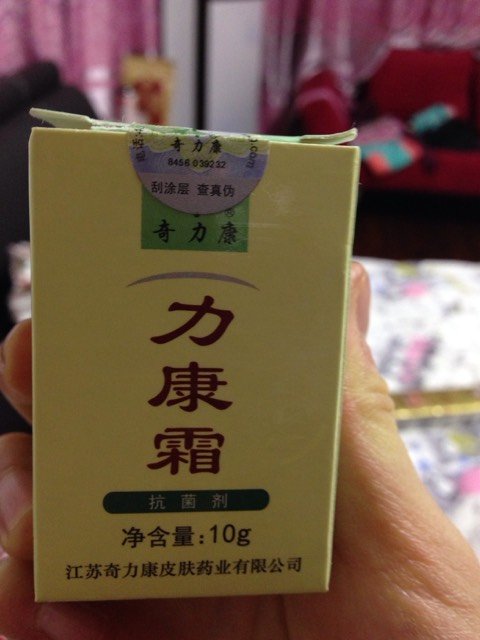 奇力康
8456 039232
刮涂层 查真伪
®
奇力康
力康霜
抗菌剂
净含量:10g
江苏奇力康皮肤药业有限公司